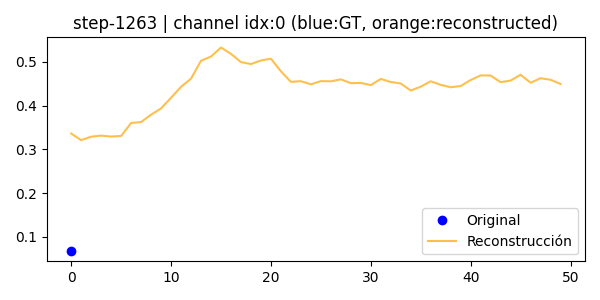 step-1263 | channel idx:0 (blue:GT, orange:reconstructed)
0.5
0.4
0.3
0.2
0.1
0 10 20 30 40 50
Original
Reconstrucción